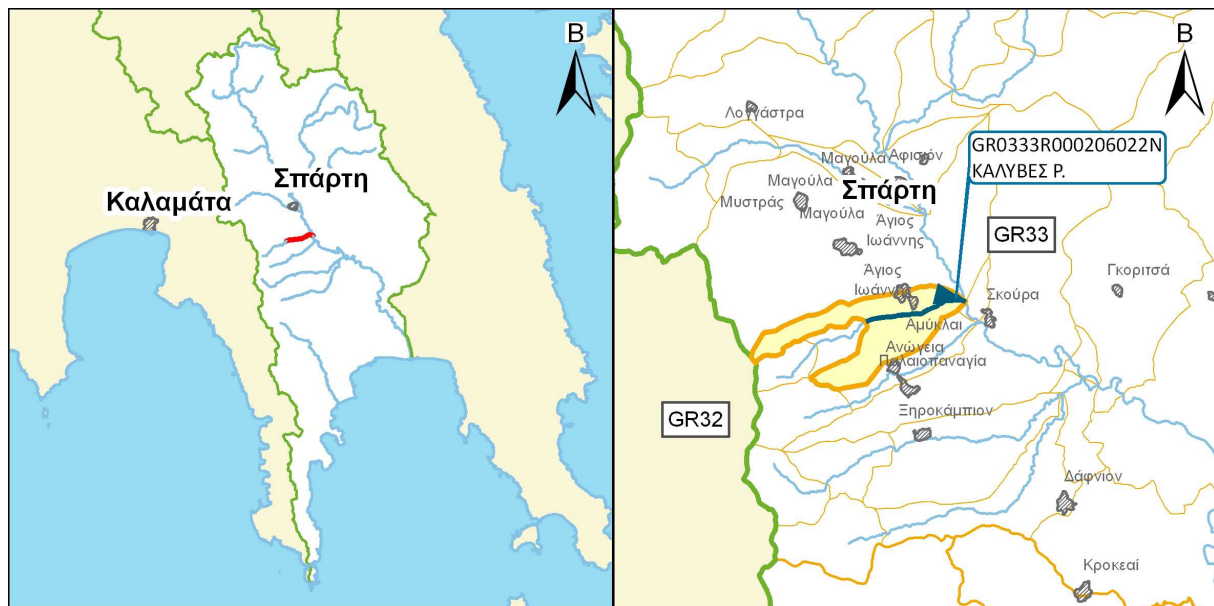 B
Σπάρτη
Καλαμάτα
B
Λογγάστρα
Μαγούλα
Αφισιόν
GR0333R000206022N
ΚΑΛΥΒΕΣ Ρ.
Μαγούλα
Σπάρτη
Μυστράς
Μαγούλα
Άγιος
Ιωάννης
GR33
Γκοριτσά
Άγιος
Ιωάννης
Σκούρα
Αμύκλαι
Ανώγεια
Παλαιοπαναγία
GR32
Ξηροκάμπιον
Δάφνιον
Κροκεαί